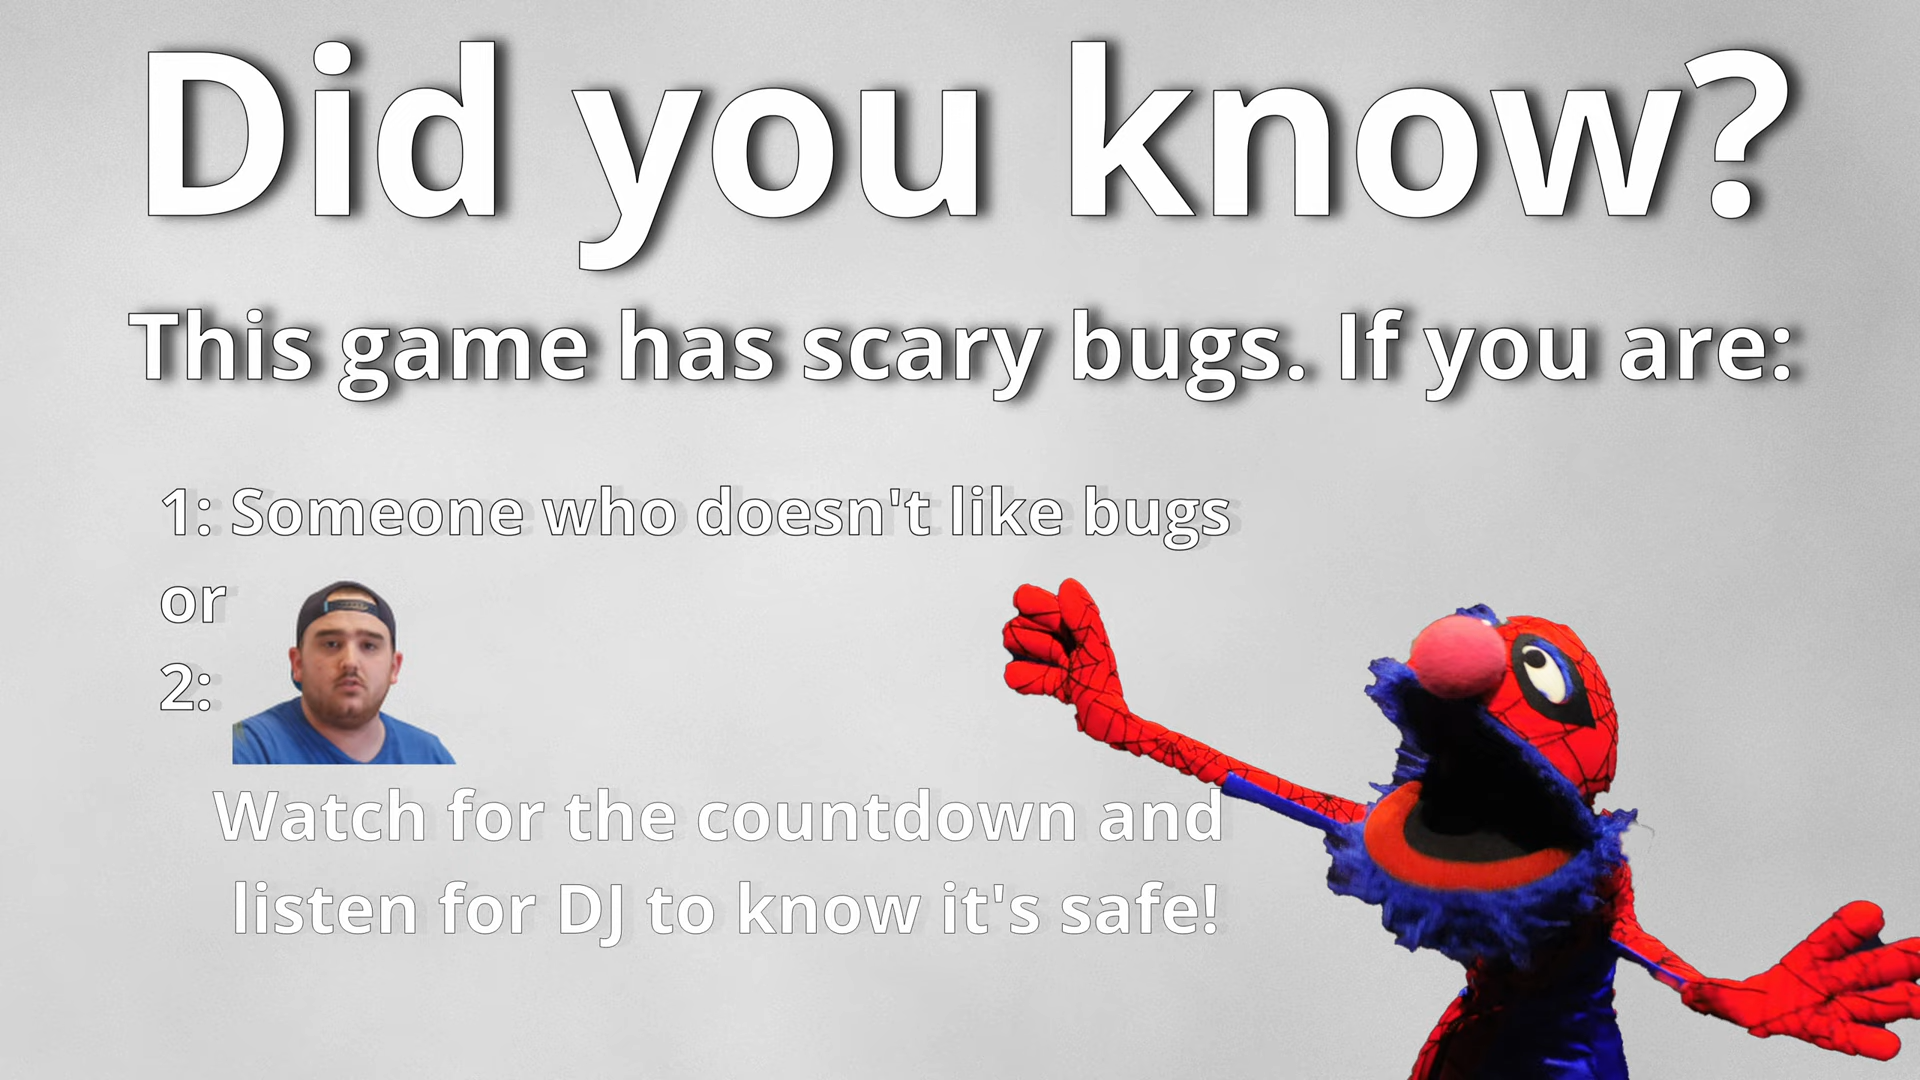 Did you know?
This game has scary bugs. If you are:
1: Someone who doesn't like bugs
or
2:
Watch for the countdown and
listen for DJ to know it's safe!